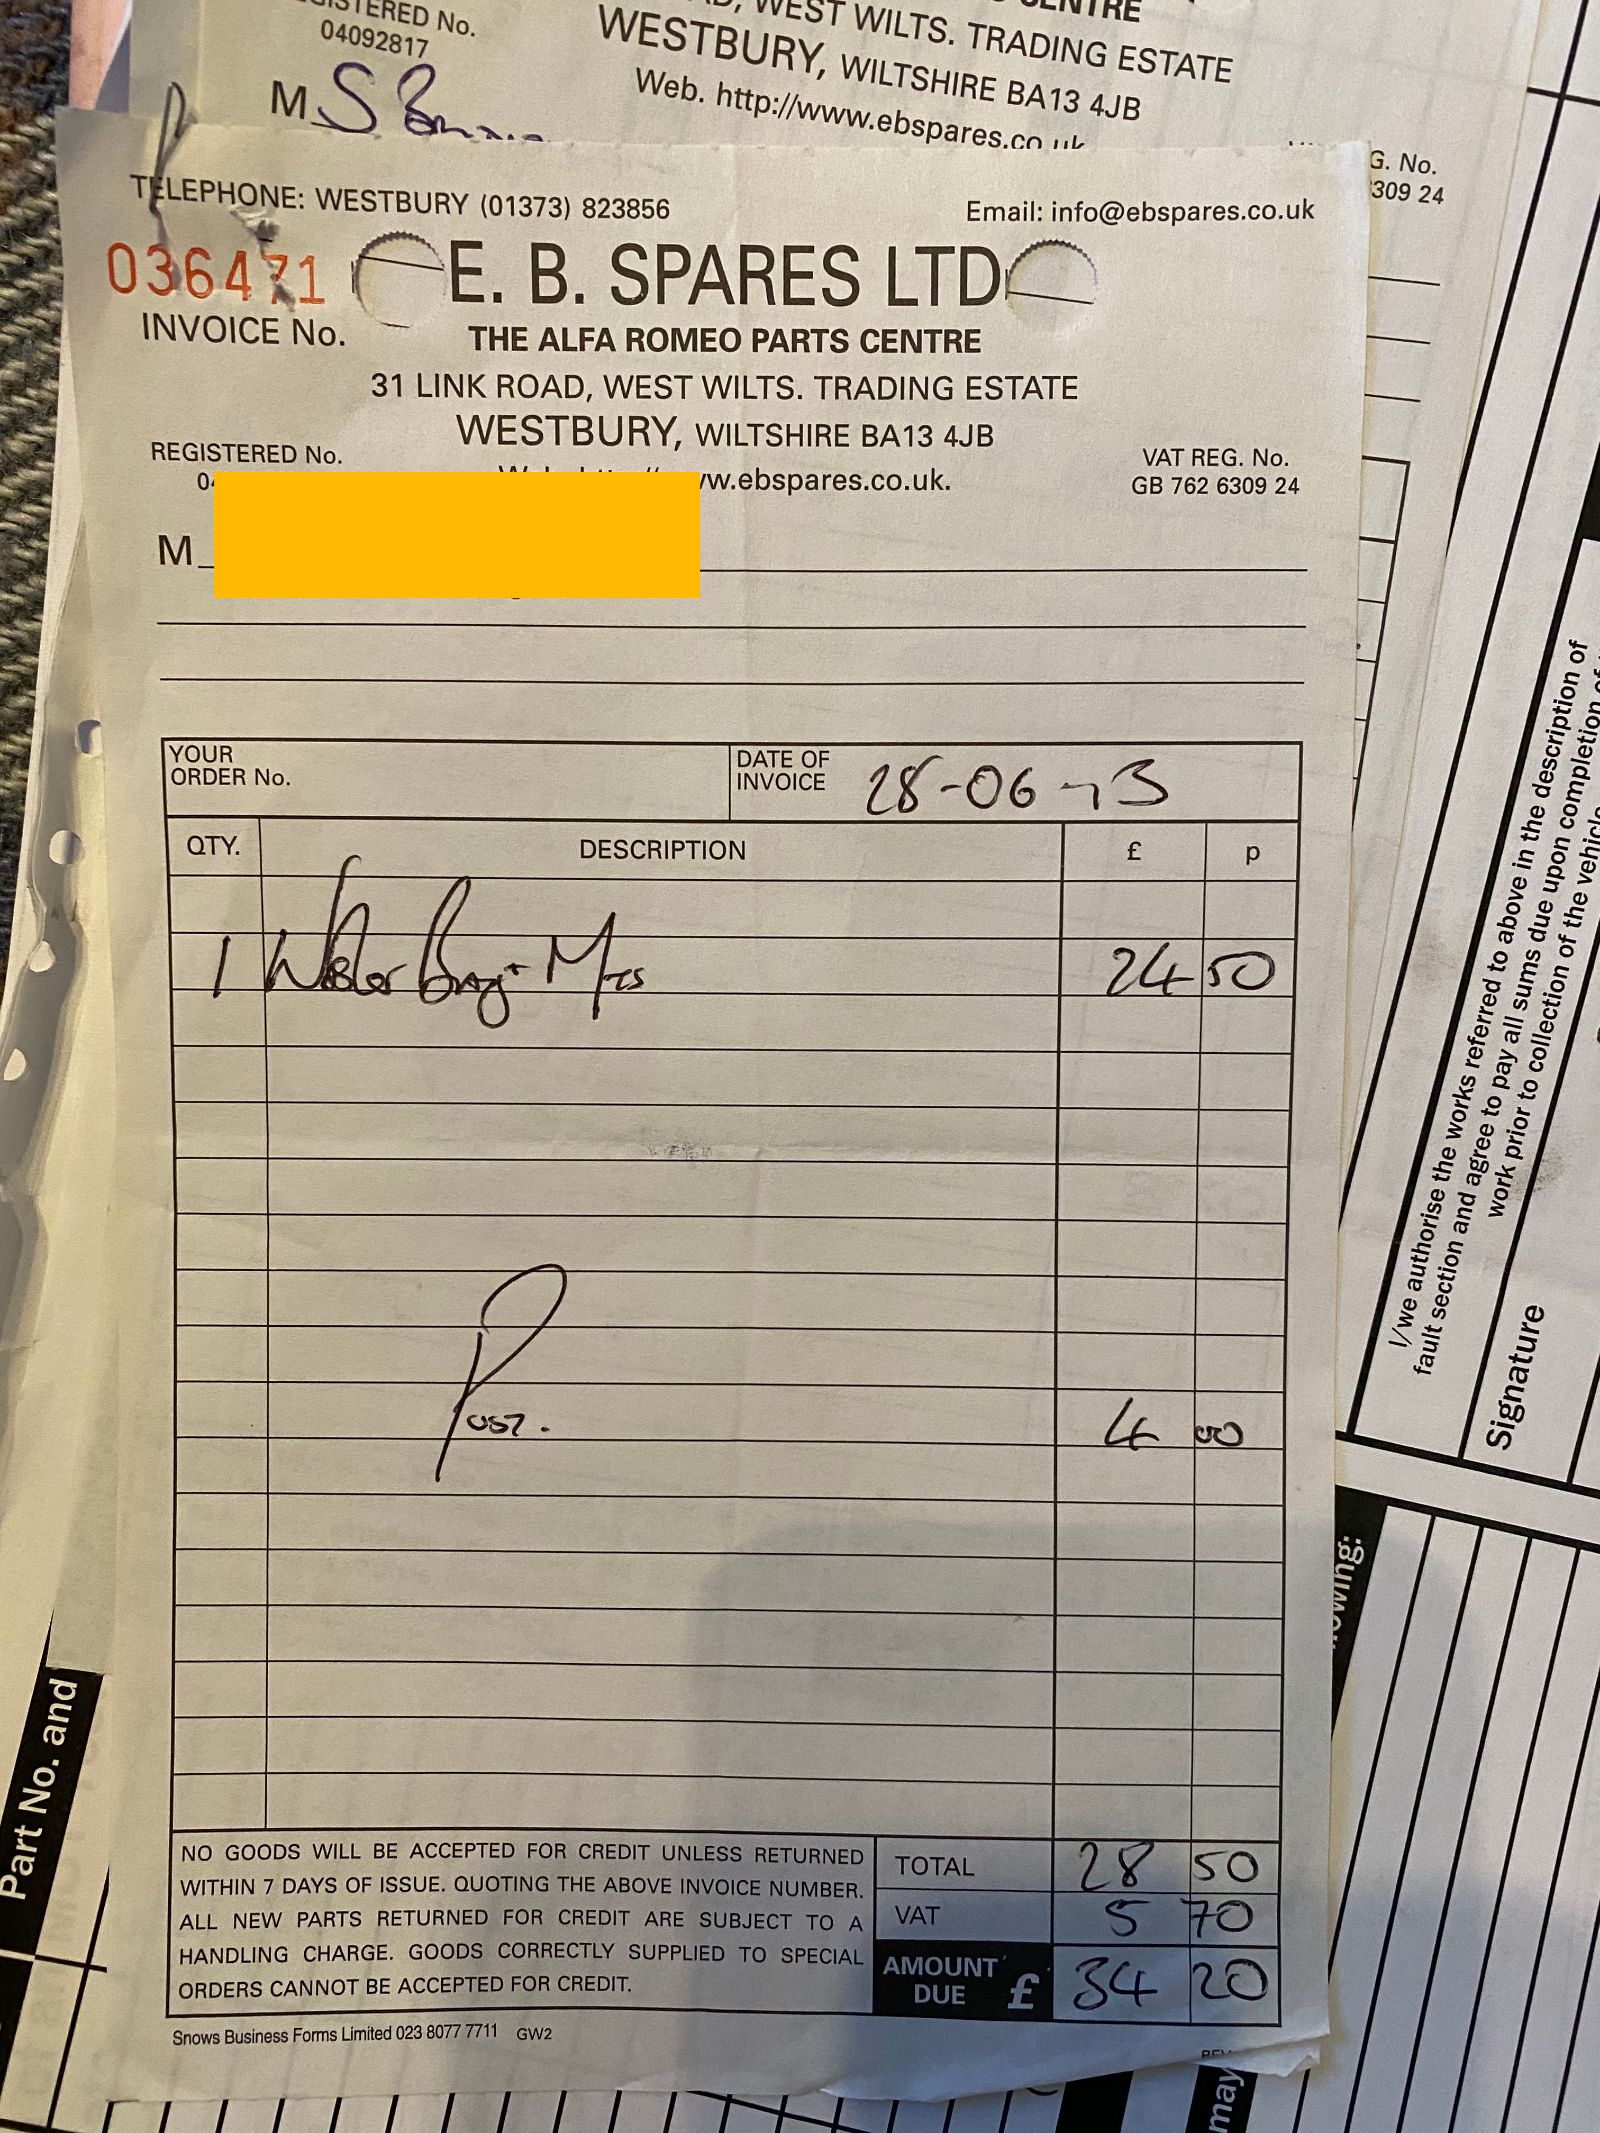 REGISTERED No.
04092817
WEST WILTS. TRADING ESTATE
WESTBURY, WILTSHIRE BA13 4JB
Web. http://www.ebspares.co.uk
M S
G. No.
309 24
TELEPHONE: WESTBURY (01373) 823856
Email: info@ebspares.co.uk
036471
INVOICE No.
E. B. SPARES LTD
THE ALFA ROMEO PARTS CENTRE
31 LINK ROAD, WEST WILTS. TRADING ESTATE
WESTBURY, WILTSHIRE BA13 4JB
REGISTERED No.
w.ebspares.co.uk.
VAT REG. No.
GB 762 6309 24
M
YOUR ORDER No.
DATE OF INVOICE 28-06-13
QTY. DESCRIPTION £ p
1 Washer Bag + 24 50
Post. 4 00
NO GOODS WILL BE ACCEPTED FOR CREDIT UNLESS RETURNED
WITHIN 7 DAYS OF ISSUE. QUOTING THE ABOVE INVOICE NUMBER.
ALL NEW PARTS RETURNED FOR CREDIT ARE SUBJECT TO A
HANDLING CHARGE. GOODS CORRECTLY SUPPLIED TO SPECIAL
ORDERS CANNOT BE ACCEPTED FOR CREDIT.
TOTAL 28 50
VAT 5 70
AMOUNT DUE £ 34 20
Snows Business Forms Limited 023 8077 7711 GW2
I/we authorise the works referred to above in the description of
fault section and agree to pay all sums due upon completion of
work prior to collection of the vehicle
Signature
owing:
Part No. and
may